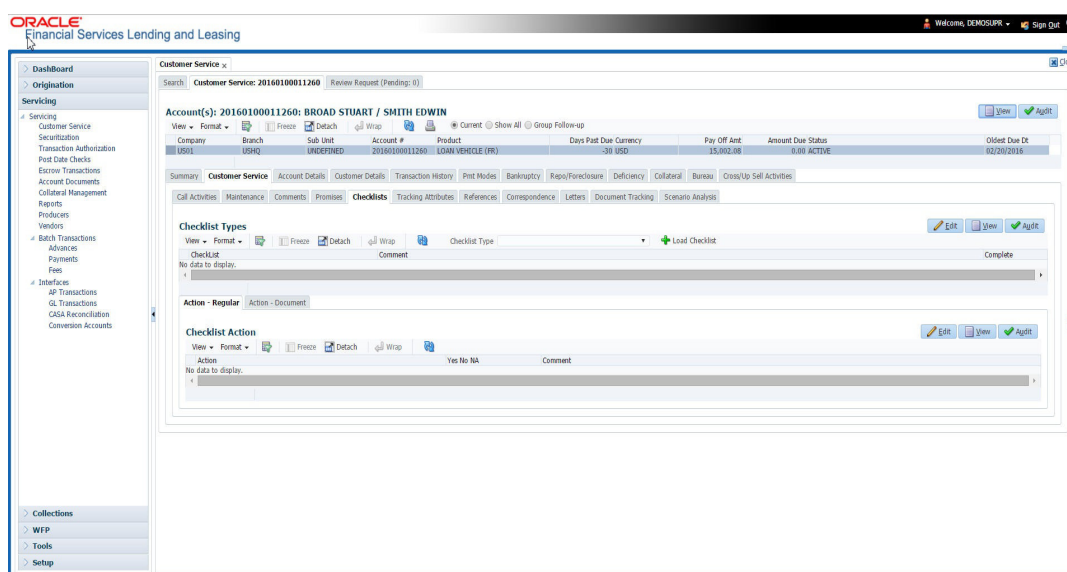 ORACLE
Financial Services Lending and Leasing
Welcome, DEMOSUPR
Sign Out
DashBoard
Origination
Servicing
Servicing
Customer Service
Securitization
Transaction Authorization
Post Date Checks
Escrow Transactions
Account Documents
Collateral Management
Reports
Producers
Vendors
Batch Transactions
Advances
Payments
Fees
Interfaces
AP Transactions
GL Transactions
CASA Reconciliation
Conversion Accounts
Collections
WFP
Tools
Setup
Customer Service x
Search Customer Service: 20160100011260 Review Request (Pending: 0)
Account(s): 20160100011260: BROAD STUART / SMITH EDWIN
View Audit
View Format Freeze Detach Wrap Current Show All Group Follow-up
Company Branch Sub Unit Account # Product Days Past Due Currency Pay Off Amt Amount Due Status Oldest Due Dt
US01 USHQ UNDEFINED 20160100011260 LOAN VEHICLE (FR) -30 USD 15,002.08 0.00 ACTIVE 02/20/2016
Summary Customer Service Account Details Customer Details Transaction History Pmt Modes Bankruptcy Repo/Foreclosure Deficiency Collateral Bureau Cross/Up Sell Activities
Call Activities Maintenance Comments Promises Checklists Tracking Attributes References Correspondence Letters Document Tracking Scenario Analysis
Checklist Types
Edit View Audit
View Format Freeze Detach Wrap Checklist Type Load Checklist
CheckList Comment Complete
No data to display.
Action - Regular Action - Document
Checklist Action
Edit View Audit
View Format Freeze Detach Wrap
Action Yes No NA Comment
No data to display.